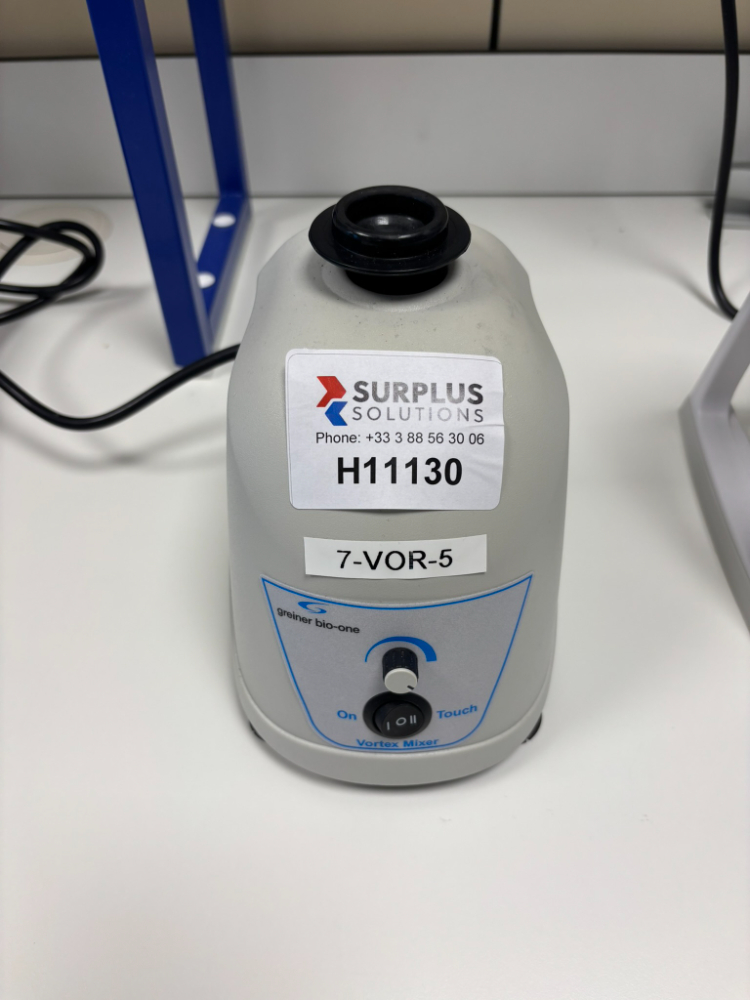 SURPLUS
SOLUTIONS
Phone: +33 3 88 56 30 06
H11130
7-VOR-5
greiner bio-one
On
I O II
Touch
Vortex Mixer